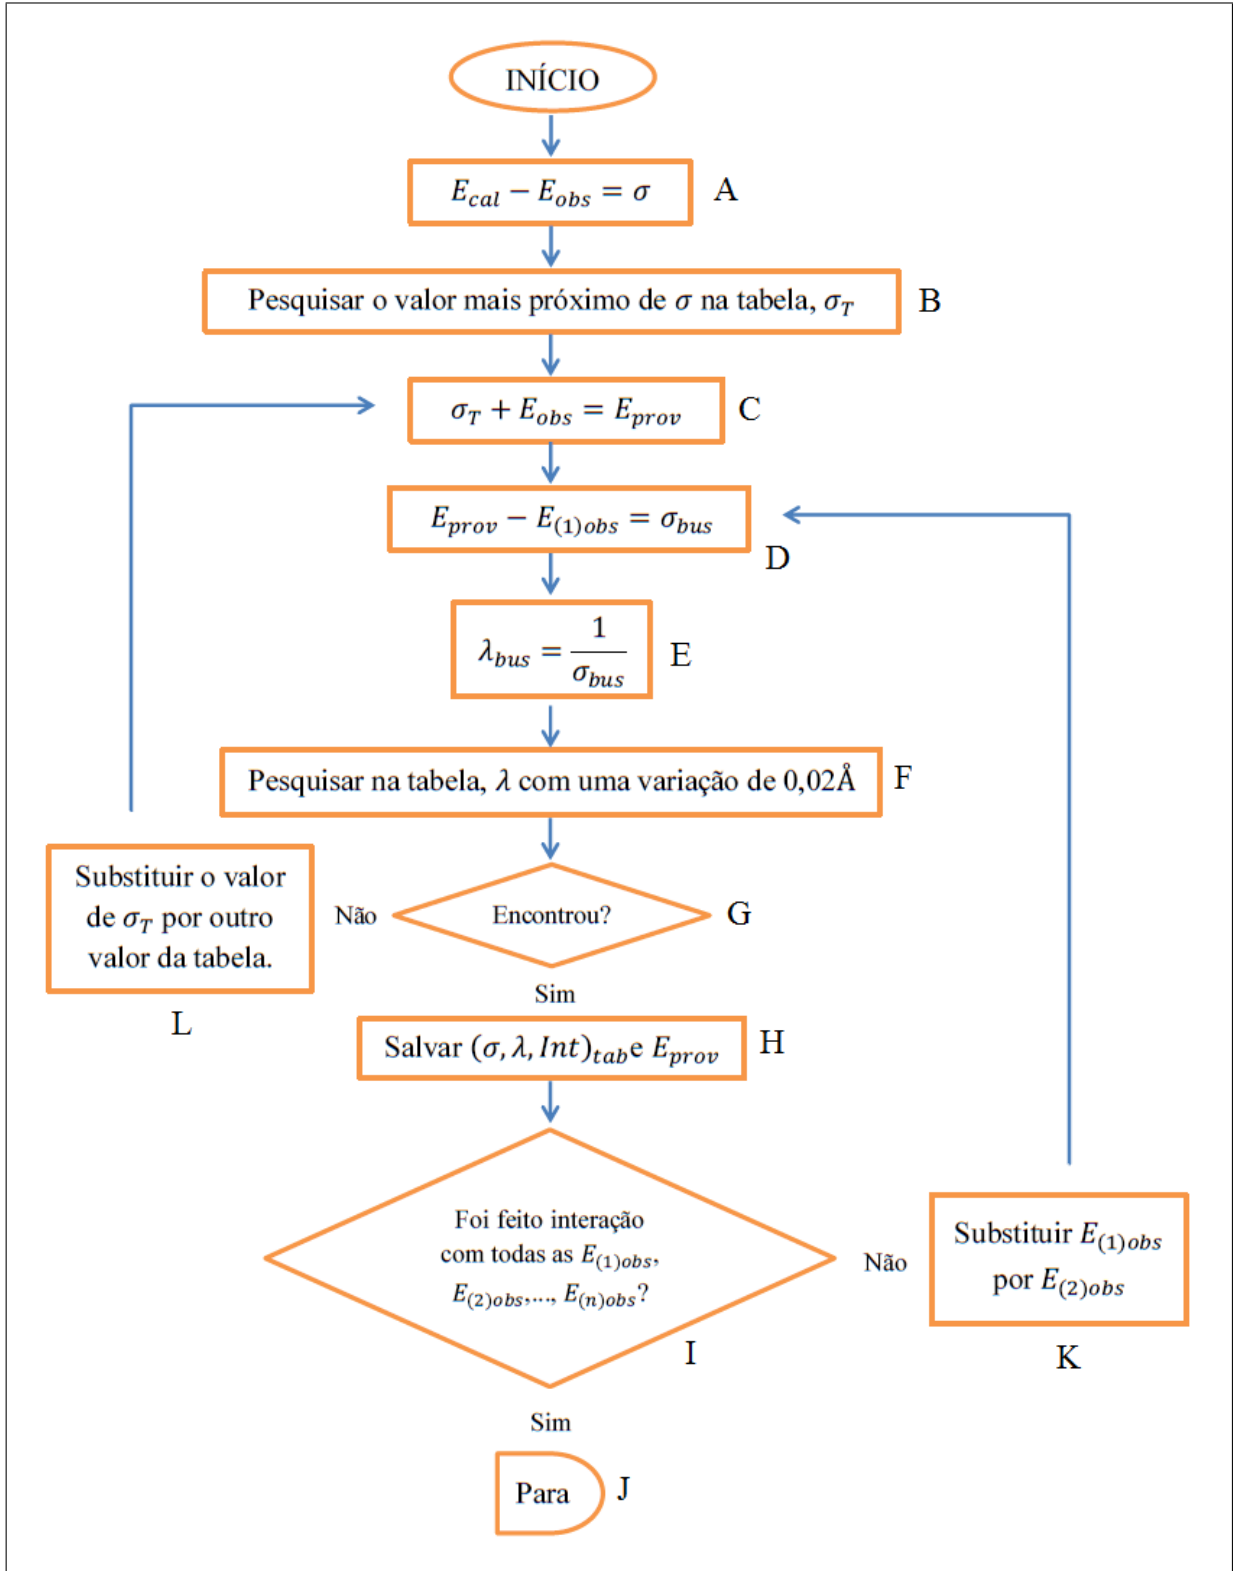 INÍCIO
E_cal − E_obs = σ
A
Pesquisar o valor mais próximo de σ na tabela, σ_T
B
σ_T + E_obs = E_prov
C
E_prov − E_(1)obs = σ_bus
D
λ_bus = 1/σ_bus
E
Pesquisar na tabela, λ com uma variação de 0,02Å
F
Substituir o valor
de σ_T por outro
valor da tabela.
L
Não
Encontrou?
G
Sim
Salvar (σ, λ, Int)_tab e E_prov
H
Foi feito interação
com todas as E_(1)obs,
E_(2)obs,..., E_(n)obs?
I
Não
Substituir E_(1)obs
por E_(2)obs
K
Sim
Para
J